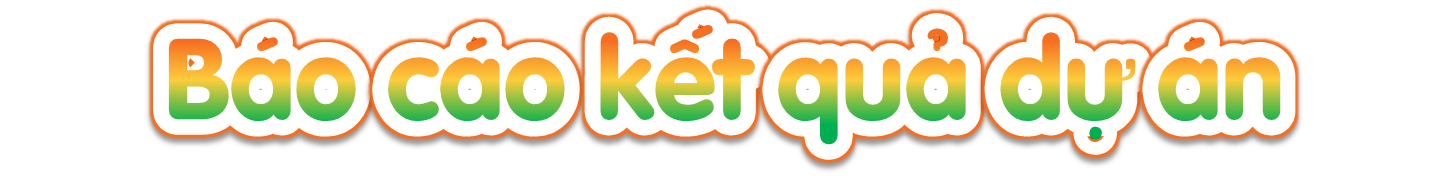 Báo cáo kết quả dự án